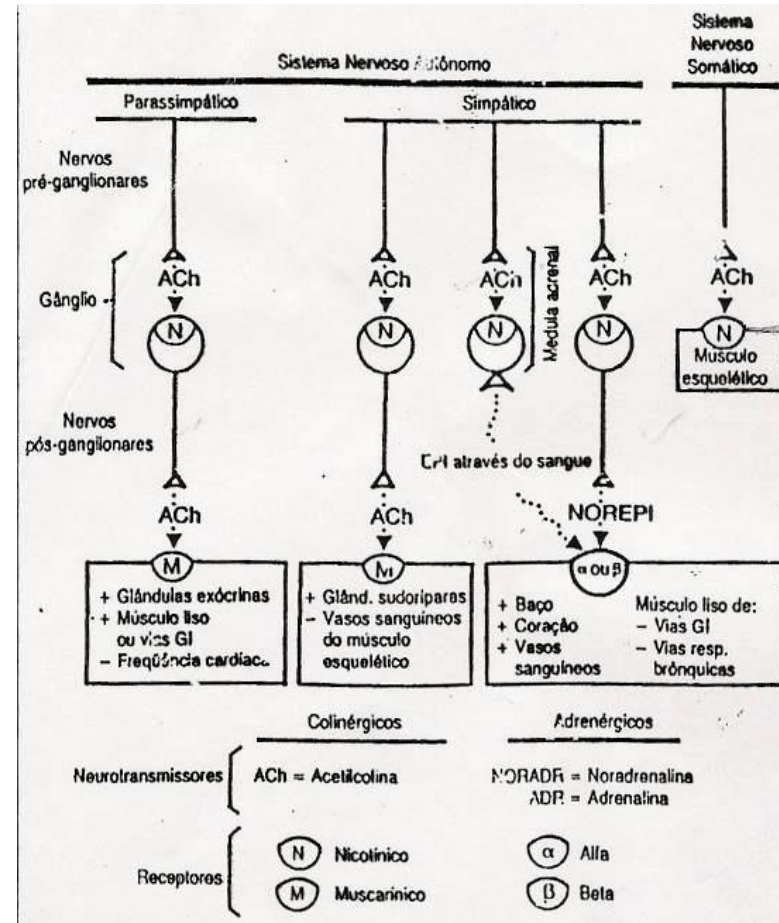 Sistema
Nervoso
Somático
Sistema Nervoso Autônomo
Parassimpático
Simpático
Nervos
pré-ganglionares
ACh
ACh
ACh
ACh
ACh
Gânglio
N
N
N
N
N
Medula
Músculo
esquelético
Nervos
pós-ganglionares
através do sangue
ACh
ACh
NOREPI
M
M
α ou β
+ Glândulas exócrinas
+ Músculo liso
ou vias GI
– Freqüência cardíaca
+ Glând. sudoríparas
– Vasos sanguíneos
do músculo
esquelético
+ Baço
+ Coração
+ Vasos
sanguíneos
Músculo liso de:
– Vias GI
– Vias resp.
brônquicas
Colinérgicos
Adrenérgicos
Neurotransmissores
ACh = Acetilcolina
NORADR = Noradrenalina
ADR = Adrenalina
Receptores
N Nicotínico
α Alfa
M Muscarínico
β Beta